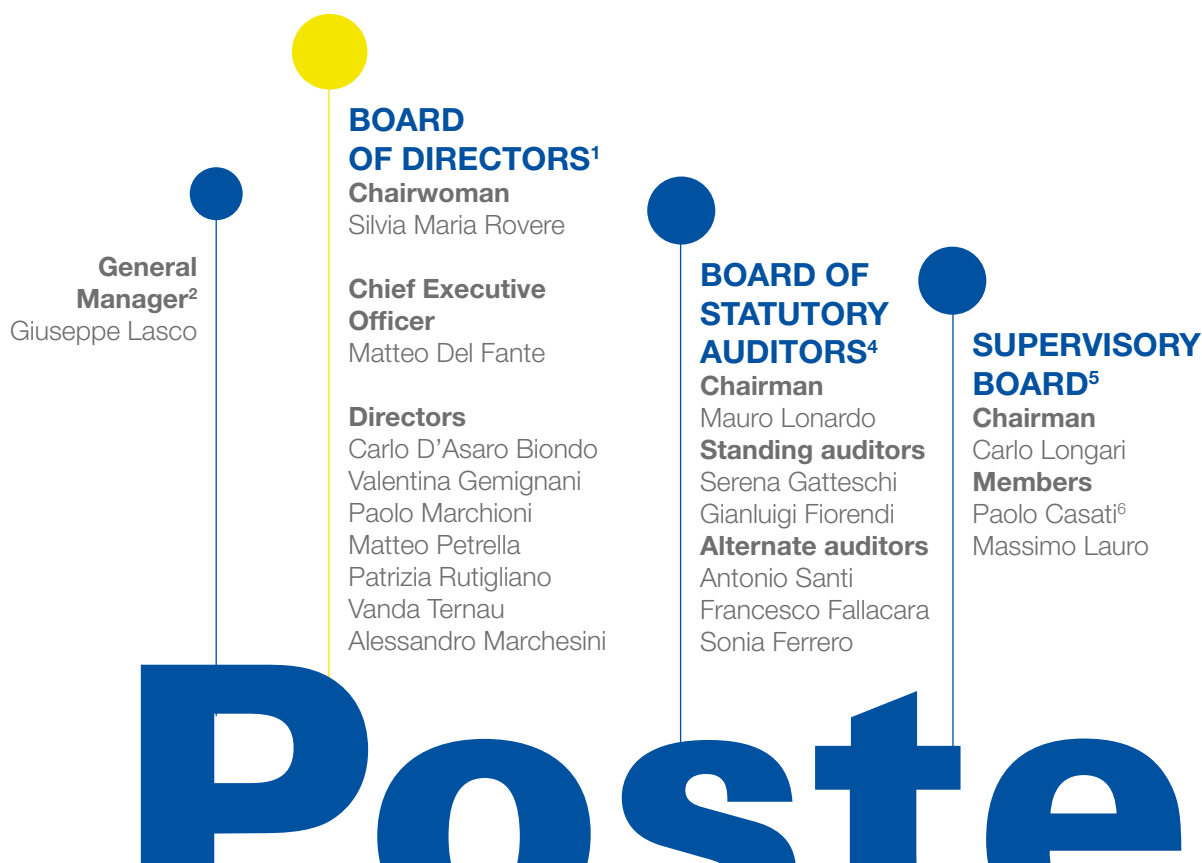 General
Manager²
Giuseppe Lasco
BOARD
OF DIRECTORS¹
Chairwoman
Silvia Maria Rovere
Chief Executive
Officer
Matteo Del Fante
Directors
Carlo D’Asaro Biondo
Valentina Gemignani
Paolo Marchioni
Matteo Petrella
Patrizia Rutigliano
Vanda Ternau
Alessandro Marchesini
BOARD OF
STATUTORY
AUDITORS⁴
Chairman
Mauro Lonardo
Standing auditors
Serena Gatteschi
Gianluigi Fiorendi
Alternate auditors
Antonio Santi
Francesco Fallacara
Sonia Ferrero
SUPERVISORY
BOARD⁵
Chairman
Carlo Longari
Members
Paolo Casati⁶
Massimo Lauro
Poste